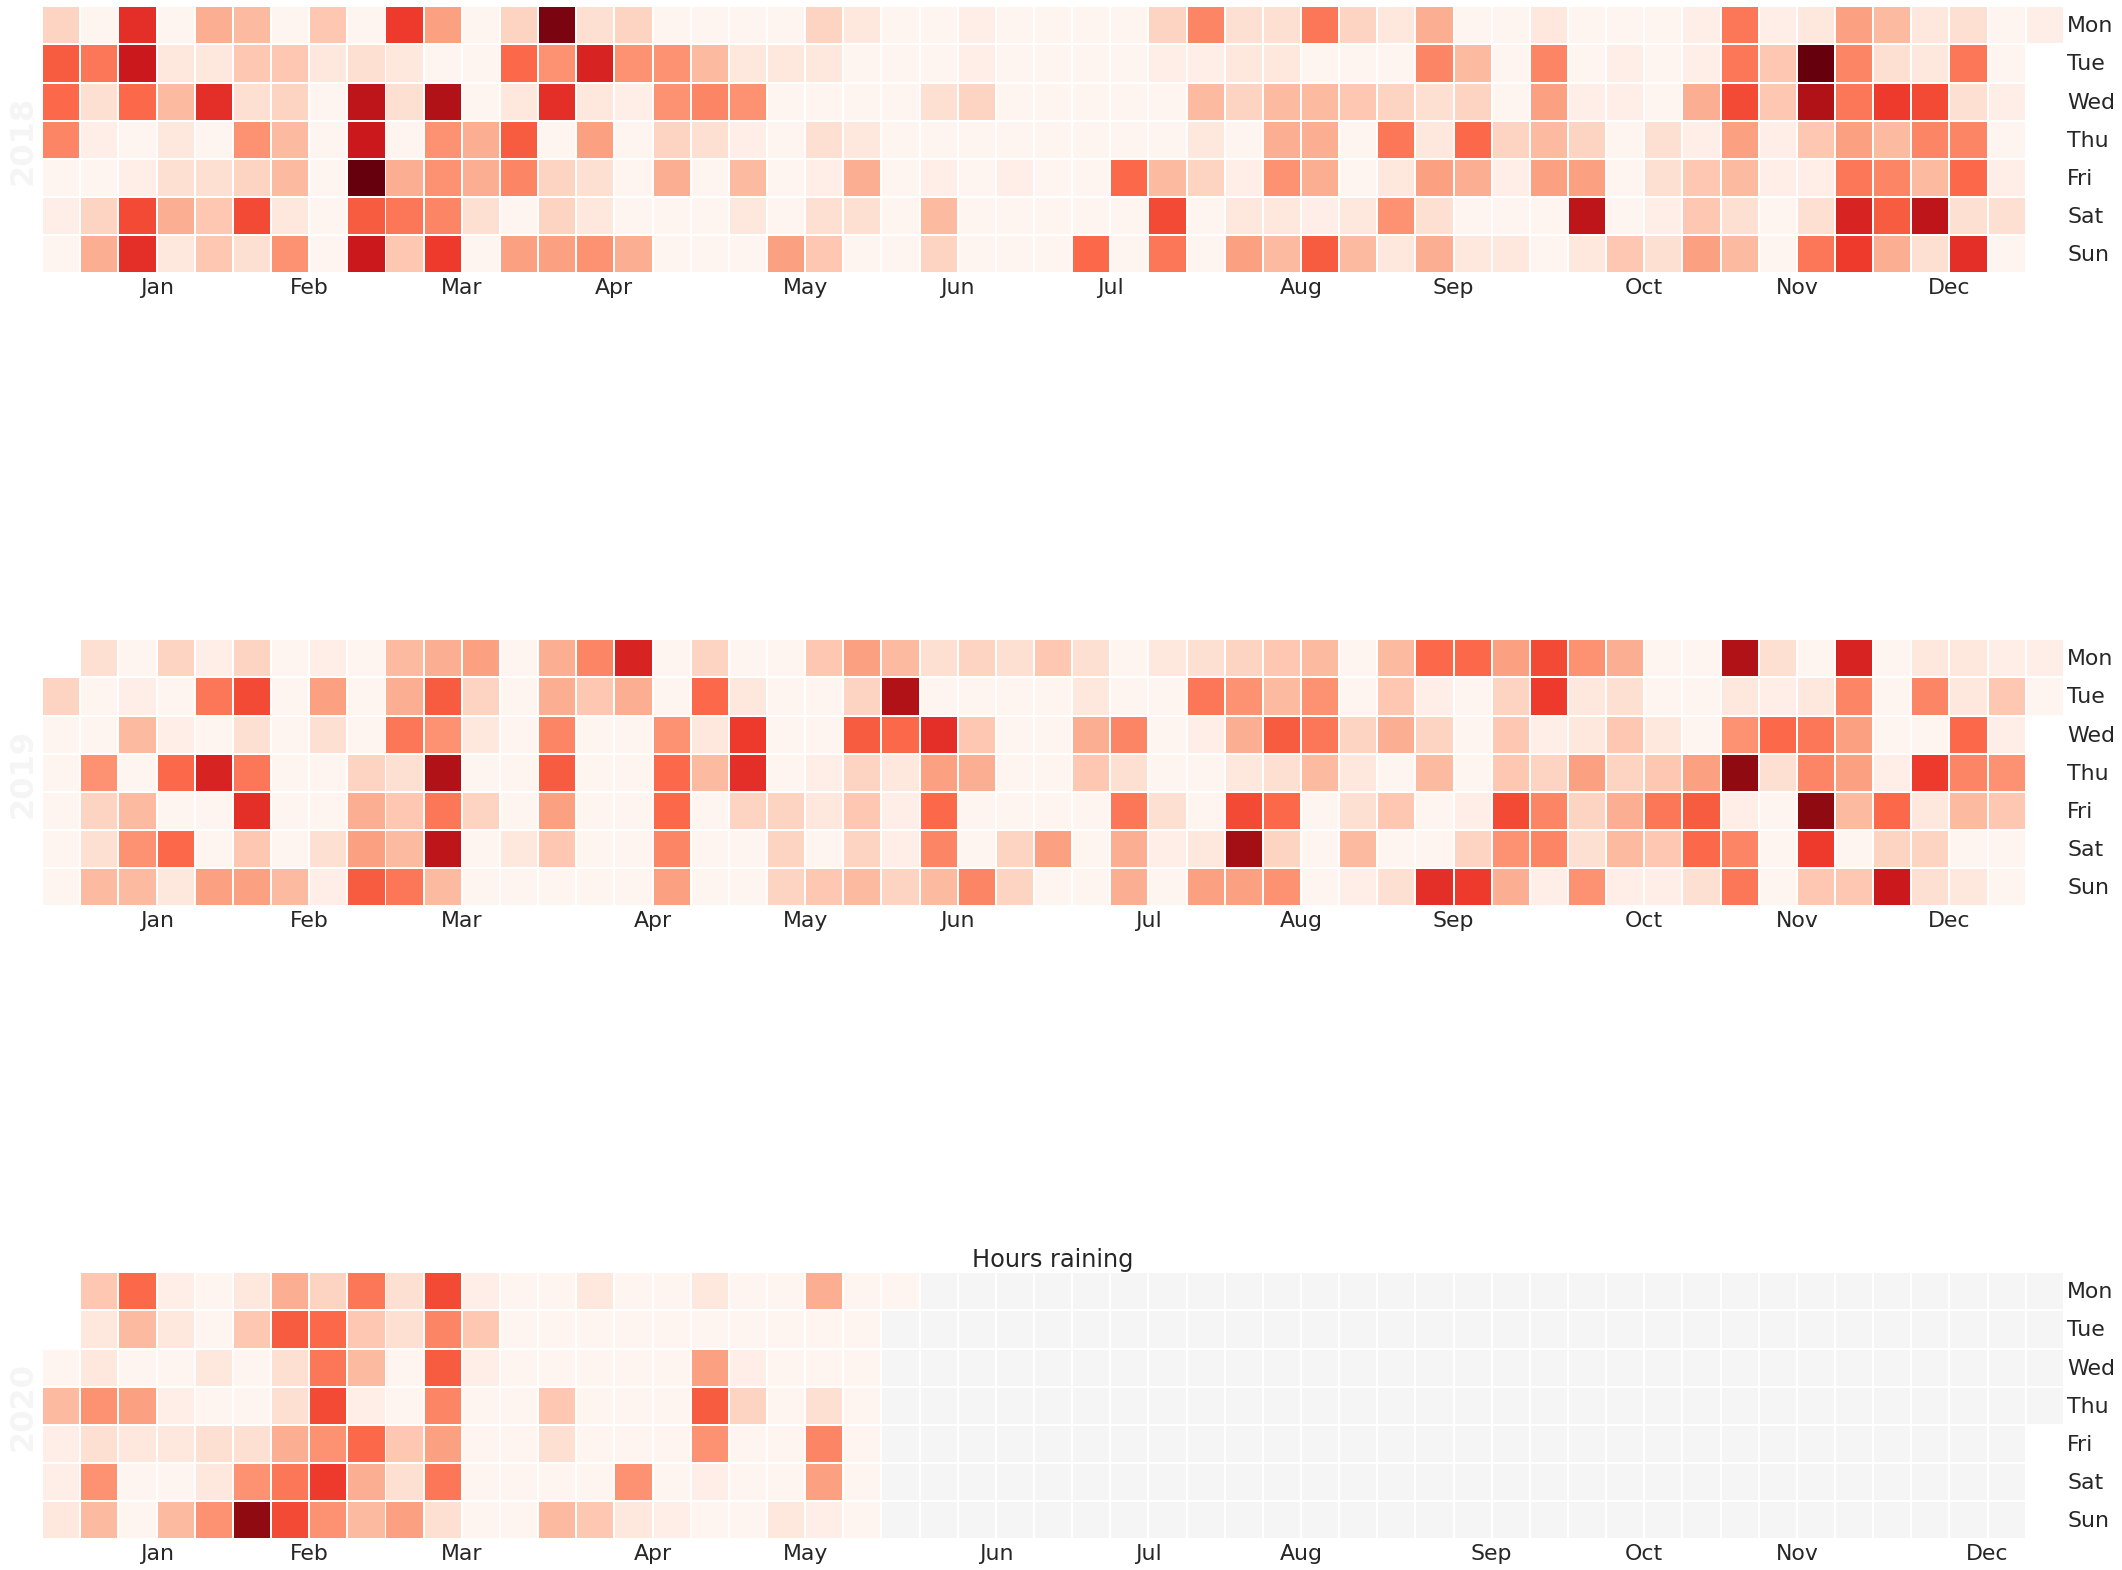 2018
Mon
Tue
Wed
Thu
Fri
Sat
Sun
Jan Feb Mar Apr May Jun Jul Aug Sep Oct Nov Dec
2019
Mon
Tue
Wed
Thu
Fri
Sat
Sun
Jan Feb Mar Apr May Jun Jul Aug Sep Oct Nov Dec
Hours raining
2020
Mon
Tue
Wed
Thu
Fri
Sat
Sun
Jan Feb Mar Apr May Jun Jul Aug Sep Oct Nov Dec